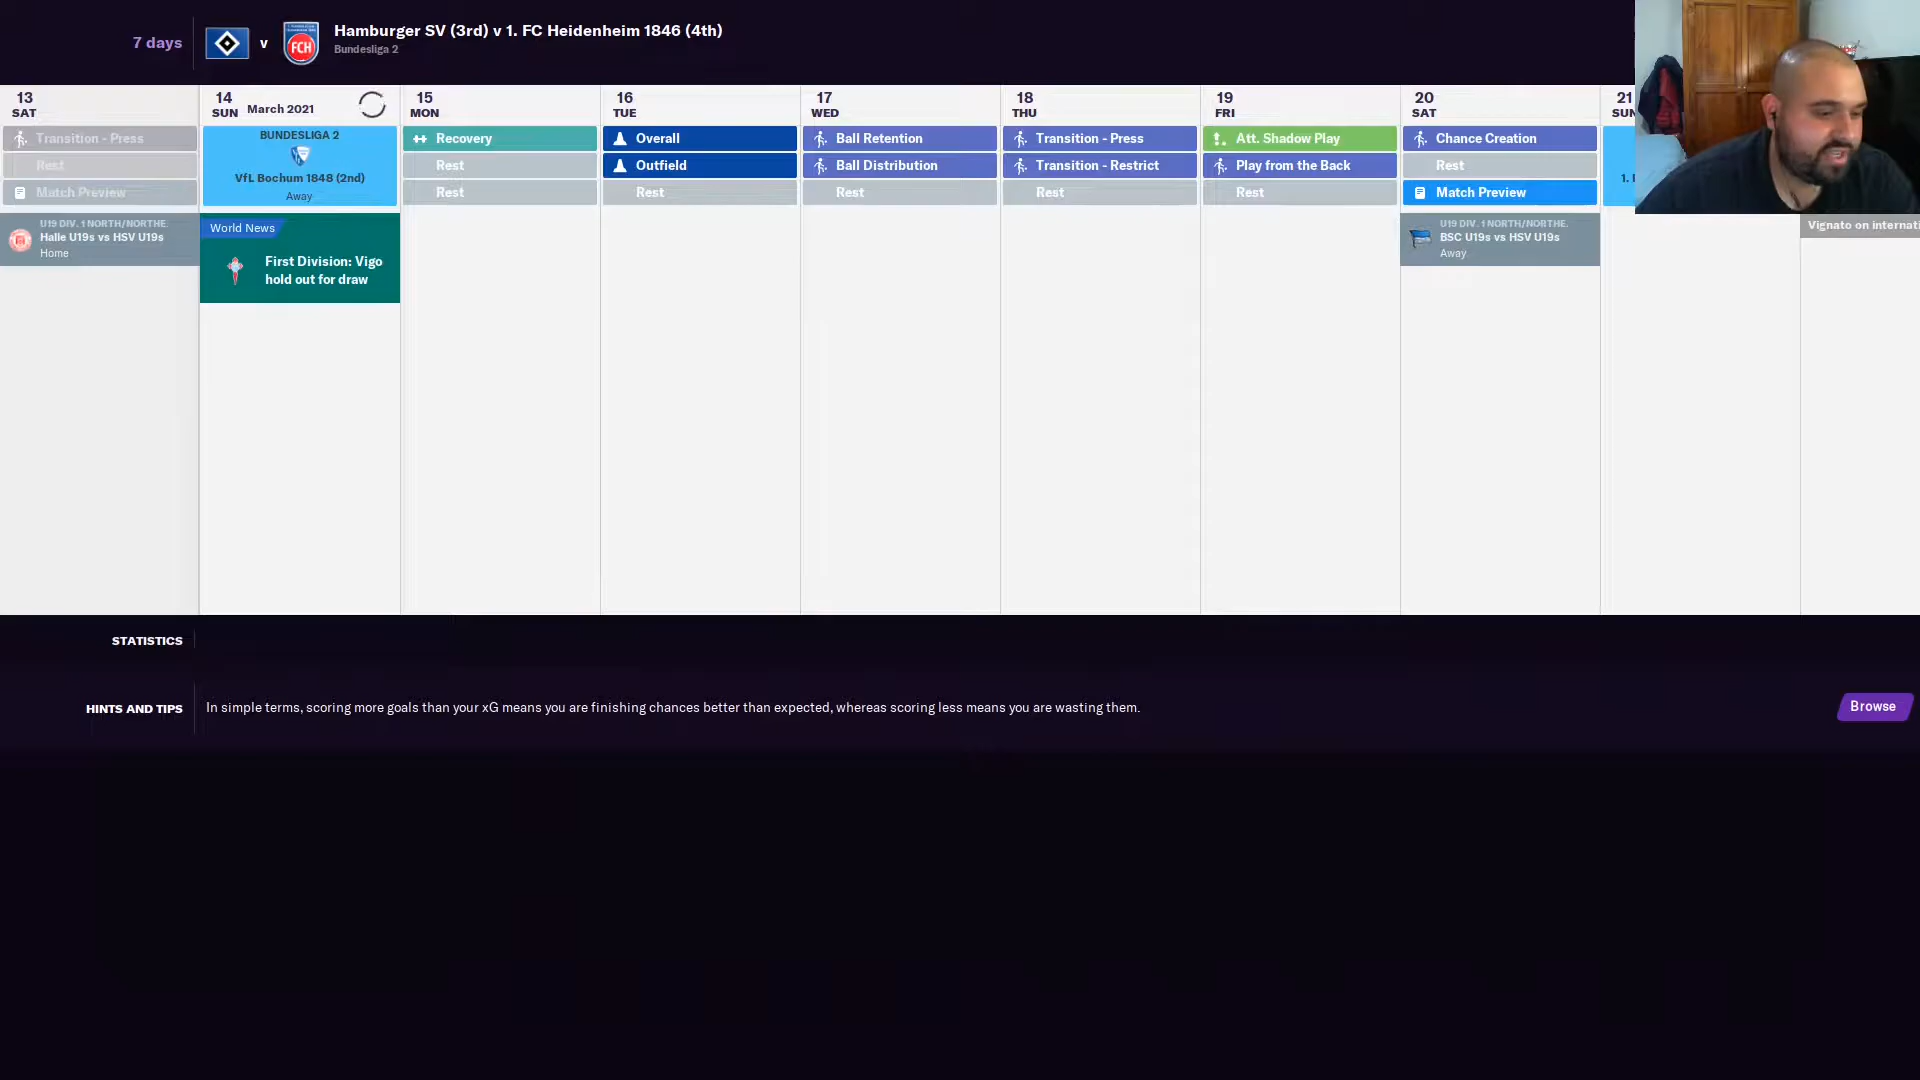 7 days
v
Hamburger SV (3rd) v 1. FC Heidenheim 1846 (4th)
Bundesliga 2
FCH
13
SAT
Transition - Press
Rest
Match Preview
U19 DIV. 1 NORTH/NORTHE.
Halle U19s vs HSV U19s
Home
14
SUN
March 2021
BUNDESLIGA 2
VfL Bochum 1848 (2nd)
Away
World News
First Division: Vigo
hold out for draw
15
MON
Recovery
Rest
Rest
16
TUE
Overall
Outfield
Rest
17
WED
Ball Retention
Ball Distribution
Rest
18
THU
Transition - Press
Transition - Restrict
Rest
19
FRI
Att. Shadow Play
Play from the Back
Rest
20
SAT
Chance Creation
Rest
Match Preview
U19 DIV. 1 NORTH/NORTHE.
BSC U19s vs HSV U19s
Away
21
SUN
1.
Vignato on internati
STATISTICS
HINTS AND TIPS
In simple terms, scoring more goals than your xG means you are finishing chances better than expected, whereas scoring less means you are wasting them.
Browse